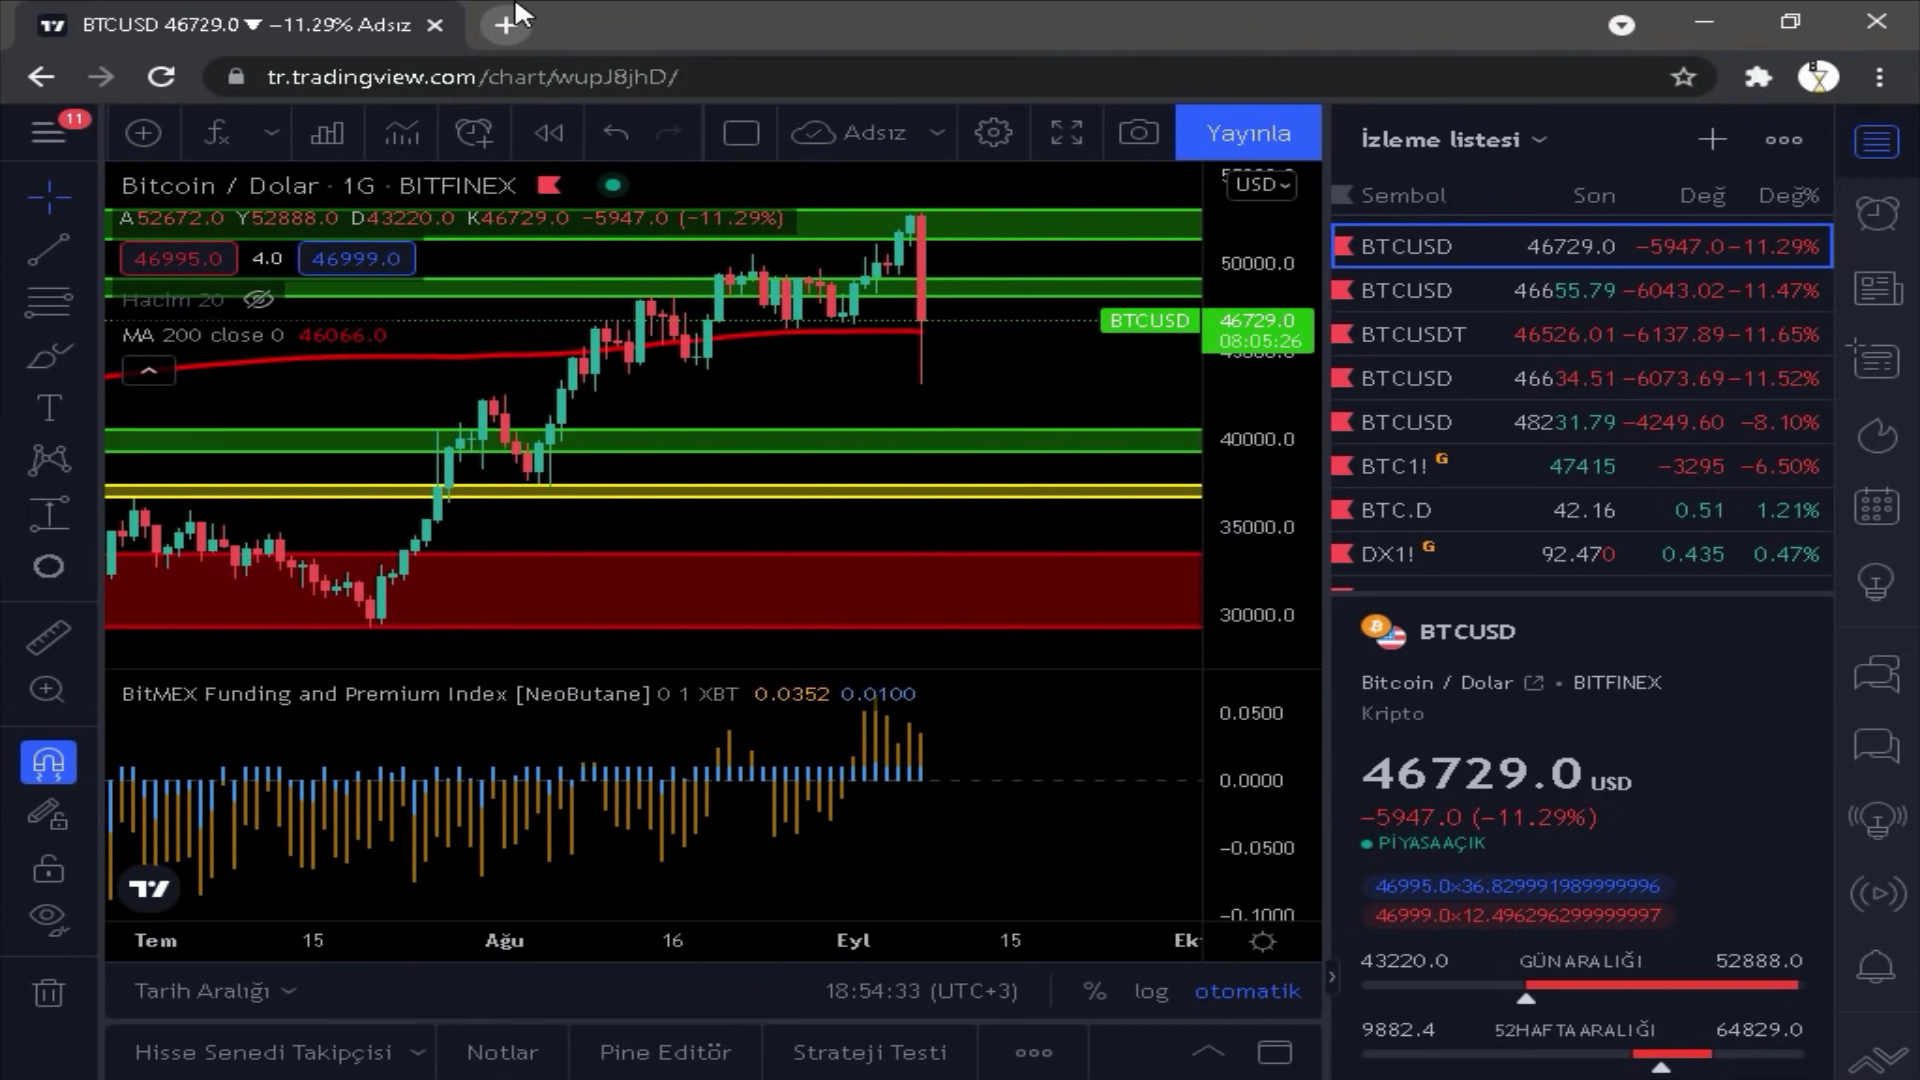 BTCUSD 46729.0 ▼ −11.29% Adsız
tr.tradingview.com/chart/wupJ8jhD/
11
Adsız
Yayınla
Bitcoin / Dolar · 1G · BITFINEX
A52672.0 Y52888.0 D43220.0 K46729.0 −5947.0 (−11.29%)
46995.0 4.0 46999.0
Hacim 20
MA 200 close 0 46066.0
USD
50000.0
BTCUSD 46729.0
08:05:26
40000.0
35000.0
30000.0
BitMEX Funding and Premium Index [NeoButane] 0 1 XBT 0.0352 0.0100
0.0500
0.0000
−0.0500
−0.1000
Tem 15 Ağu 16 Eyl 15
Tarih Aralığı
18:54:33 (UTC+3) % log otomatik
Hisse Senedi Takipçisi Notlar Pine Editör Strateji Testi
İzleme listesi
Sembol Son Değ Değ%
BTCUSD 46729.0 −5947.0 −11.29%
BTCUSD 46655.79 −6043.02 −11.47%
BTCUSDT 46526.01 −6137.89 −11.65%
BTCUSD 46634.51 −6073.69 −11.52%
BTCUSD 48231.79 −4249.60 −8.10%
BTC1! G 47415 −3295 −6.50%
BTC.D 42.16 0.51 1.21%
DX1! G 92.470 0.435 0.47%
BTCUSD
Bitcoin / Dolar • BITFINEX
Kripto
46729.0 USD
−5947.0 (−11.29%)
PİYASA AÇIK
46995.0×36.829991989999996
46999.0×12.496296299999997
43220.0 GÜN ARALIĞI 52888.0
9882.4 52 HAFTA ARALIĞI 64829.0